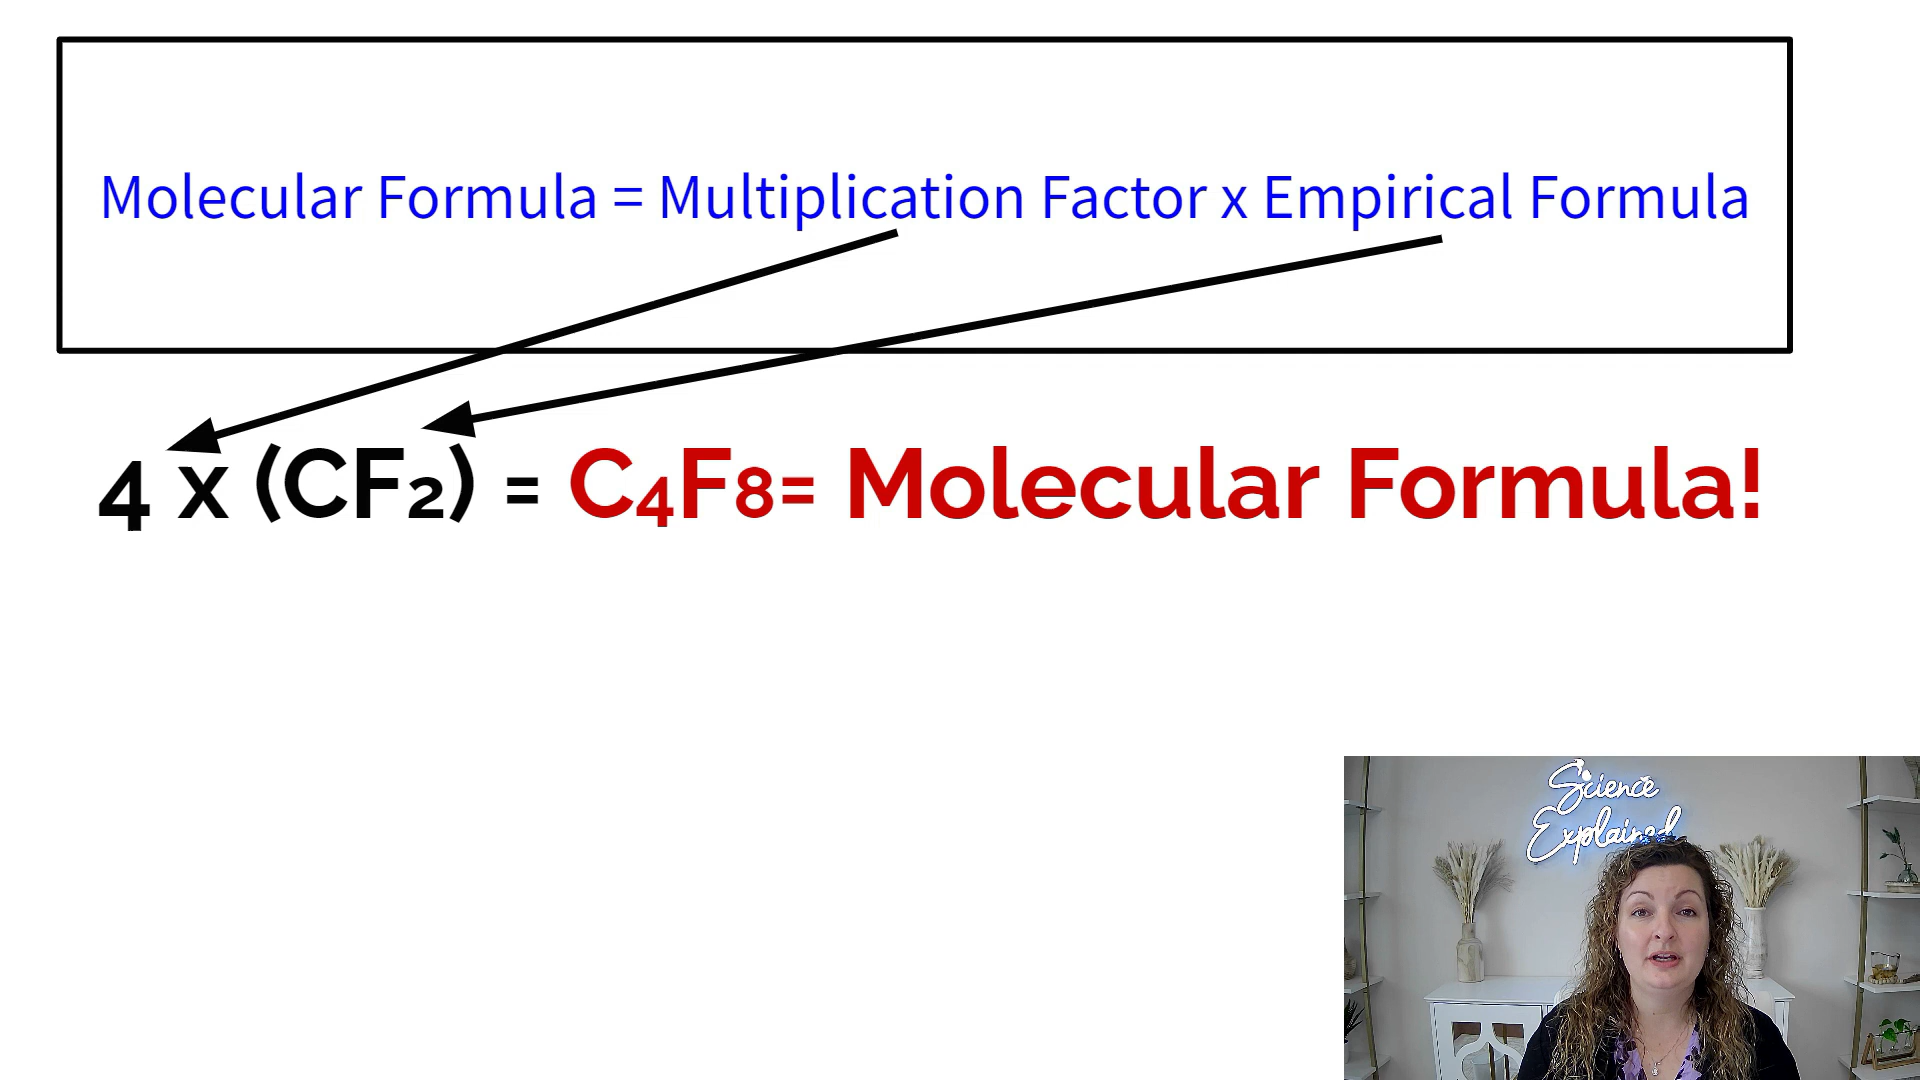 Molecular Formula = Multiplication Factor x Empirical Formula
4 x (CF₂) = C₄F₈= Molecular Formula!
Science
Explained